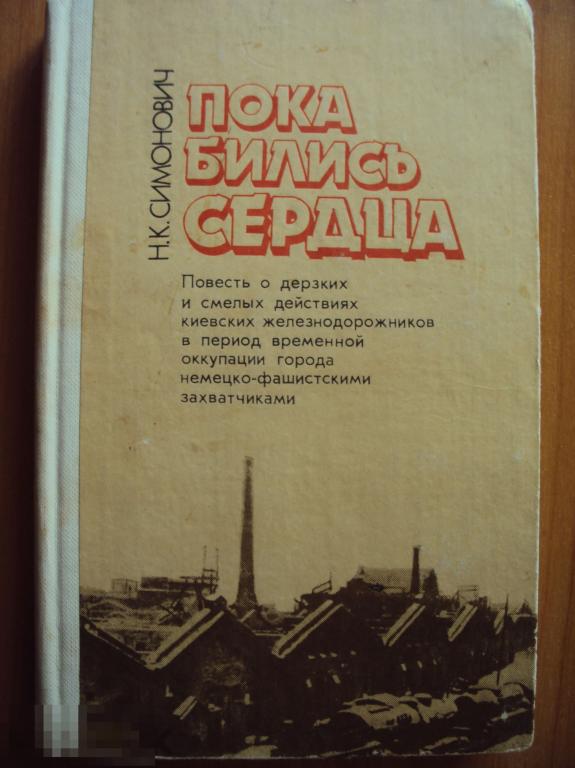 Н.К.СИМОНОВИЧ
ПОКА
БИЛИСЬ
СЕРДЦА
Повесть о дерзких
и смелых действиях
киевских железнодорожников
в период временной
оккупации города
немецко-фашистскими
захватчиками